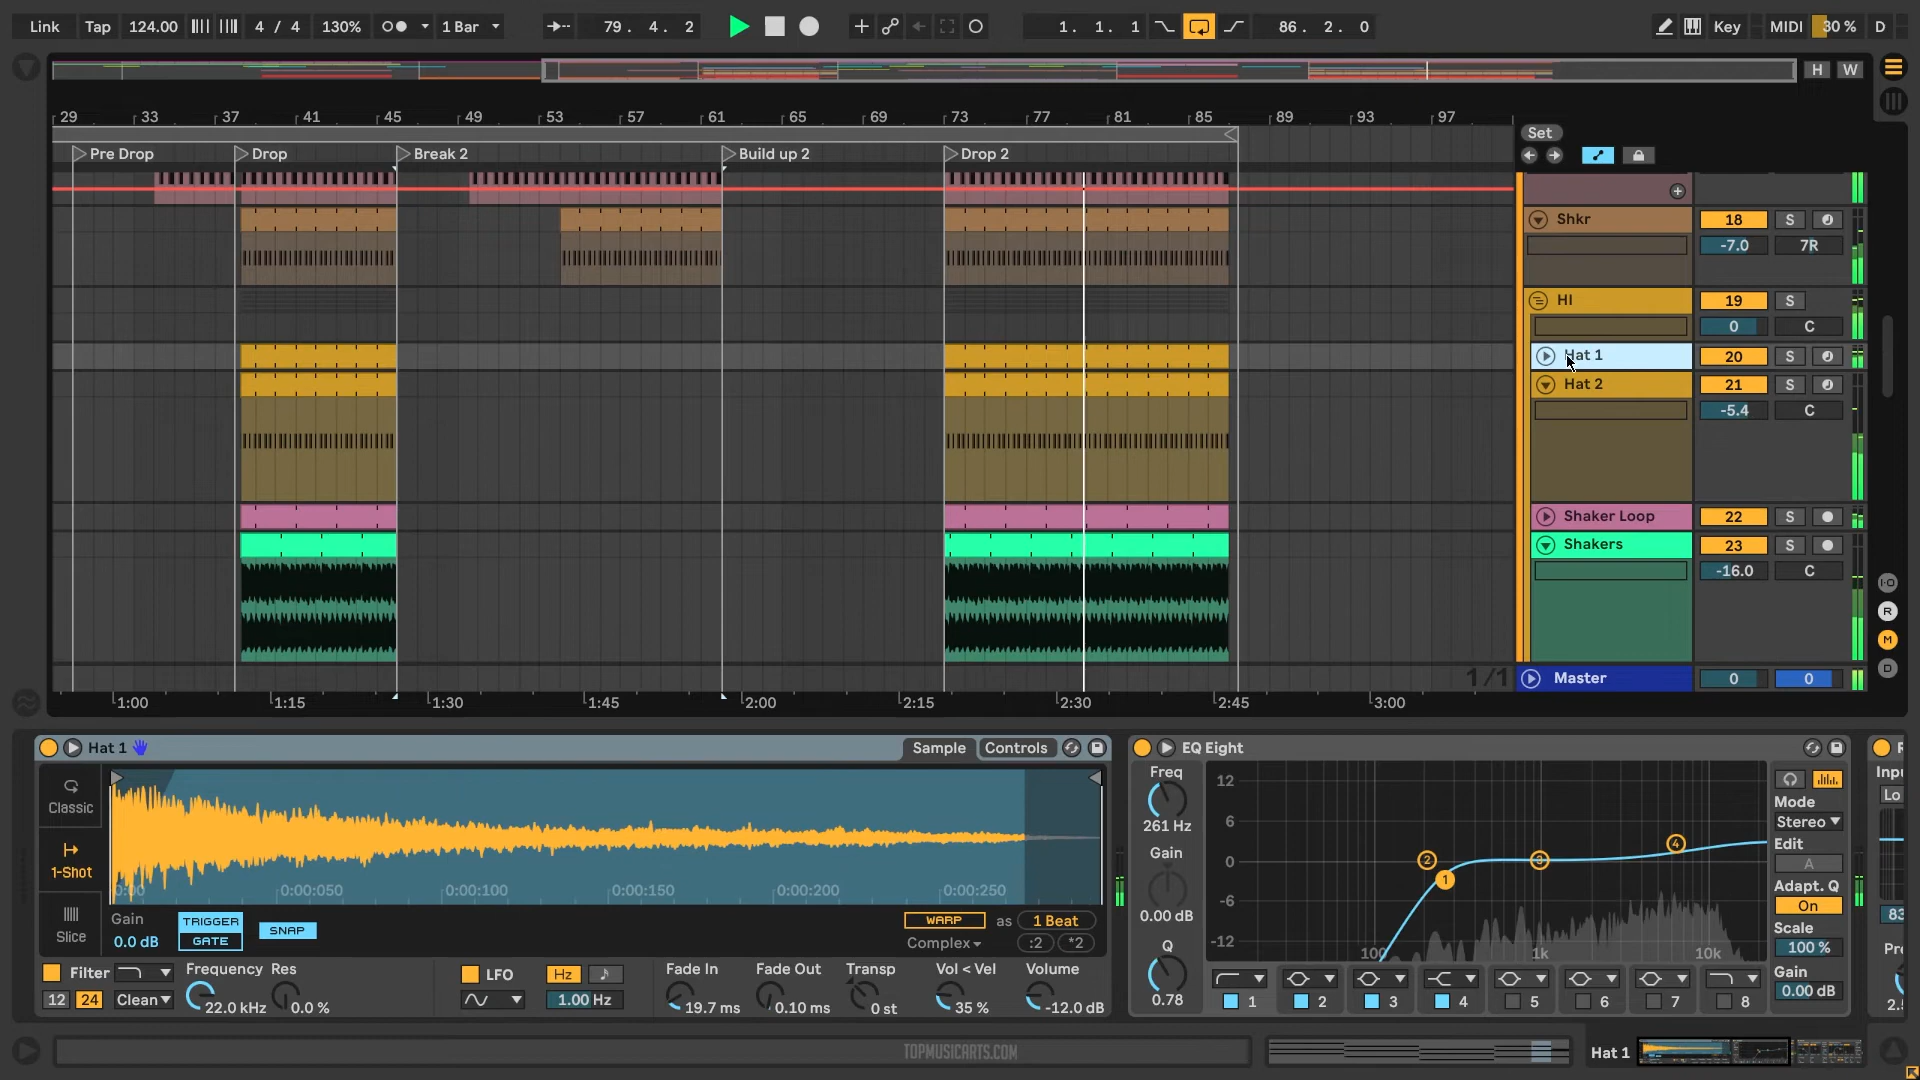 Link Tap 124.00 4 / 4 130% 1 Bar 79. 4. 2 1. 1. 1 86. 2. 0 Key MIDI 30 % D
H W
29 33 37 41 45 49 53 57 61 65 69 73 77 81 85 89 93 97
Set
Pre Drop Drop Break 2 Build up 2 Drop 2
Shkr 18 S
-7.0 7R
HI 19 S
0 C
Hat 1 20 S
Hat 2 21 S
-5.4 C
Shaker Loop 22 S
Shakers 23 S
-16.0 C
I·O
R
M
D
1/1 Master 0 0
1:00 1:15 1:30 1:45 2:00 2:15 2:30 2:45 3:00
Hat 1 Sample Controls
Classic
1-Shot
Slice
0:00 0:00:050 0:00:100 0:00:150 0:00:200 0:00:250
Gain TRIGGER SNAP WARP as 1 Beat
0.0 dB GATE Complex :2 *2
Filter Frequency Res LFO Hz Fade In Fade Out Transp Vol < Vel Volume
12 24 Clean 22.0 kHz 0.0 % 1.00 Hz 19.7 ms 0.10 ms 0 st 35 % -12.0 dB
EQ Eight
Freq
261 Hz
Gain
0.00 dB
Q
0.78
12
6
0
-6
-12
100 1k 10k
1 2 3 4
1 2 3 4 5 6 7 8
Mode
Stereo
Edit
A
Adapt. Q
On
Scale
100 %
Gain
0.00 dB
Lo
TOPMUSICARTS.COM
Hat 1